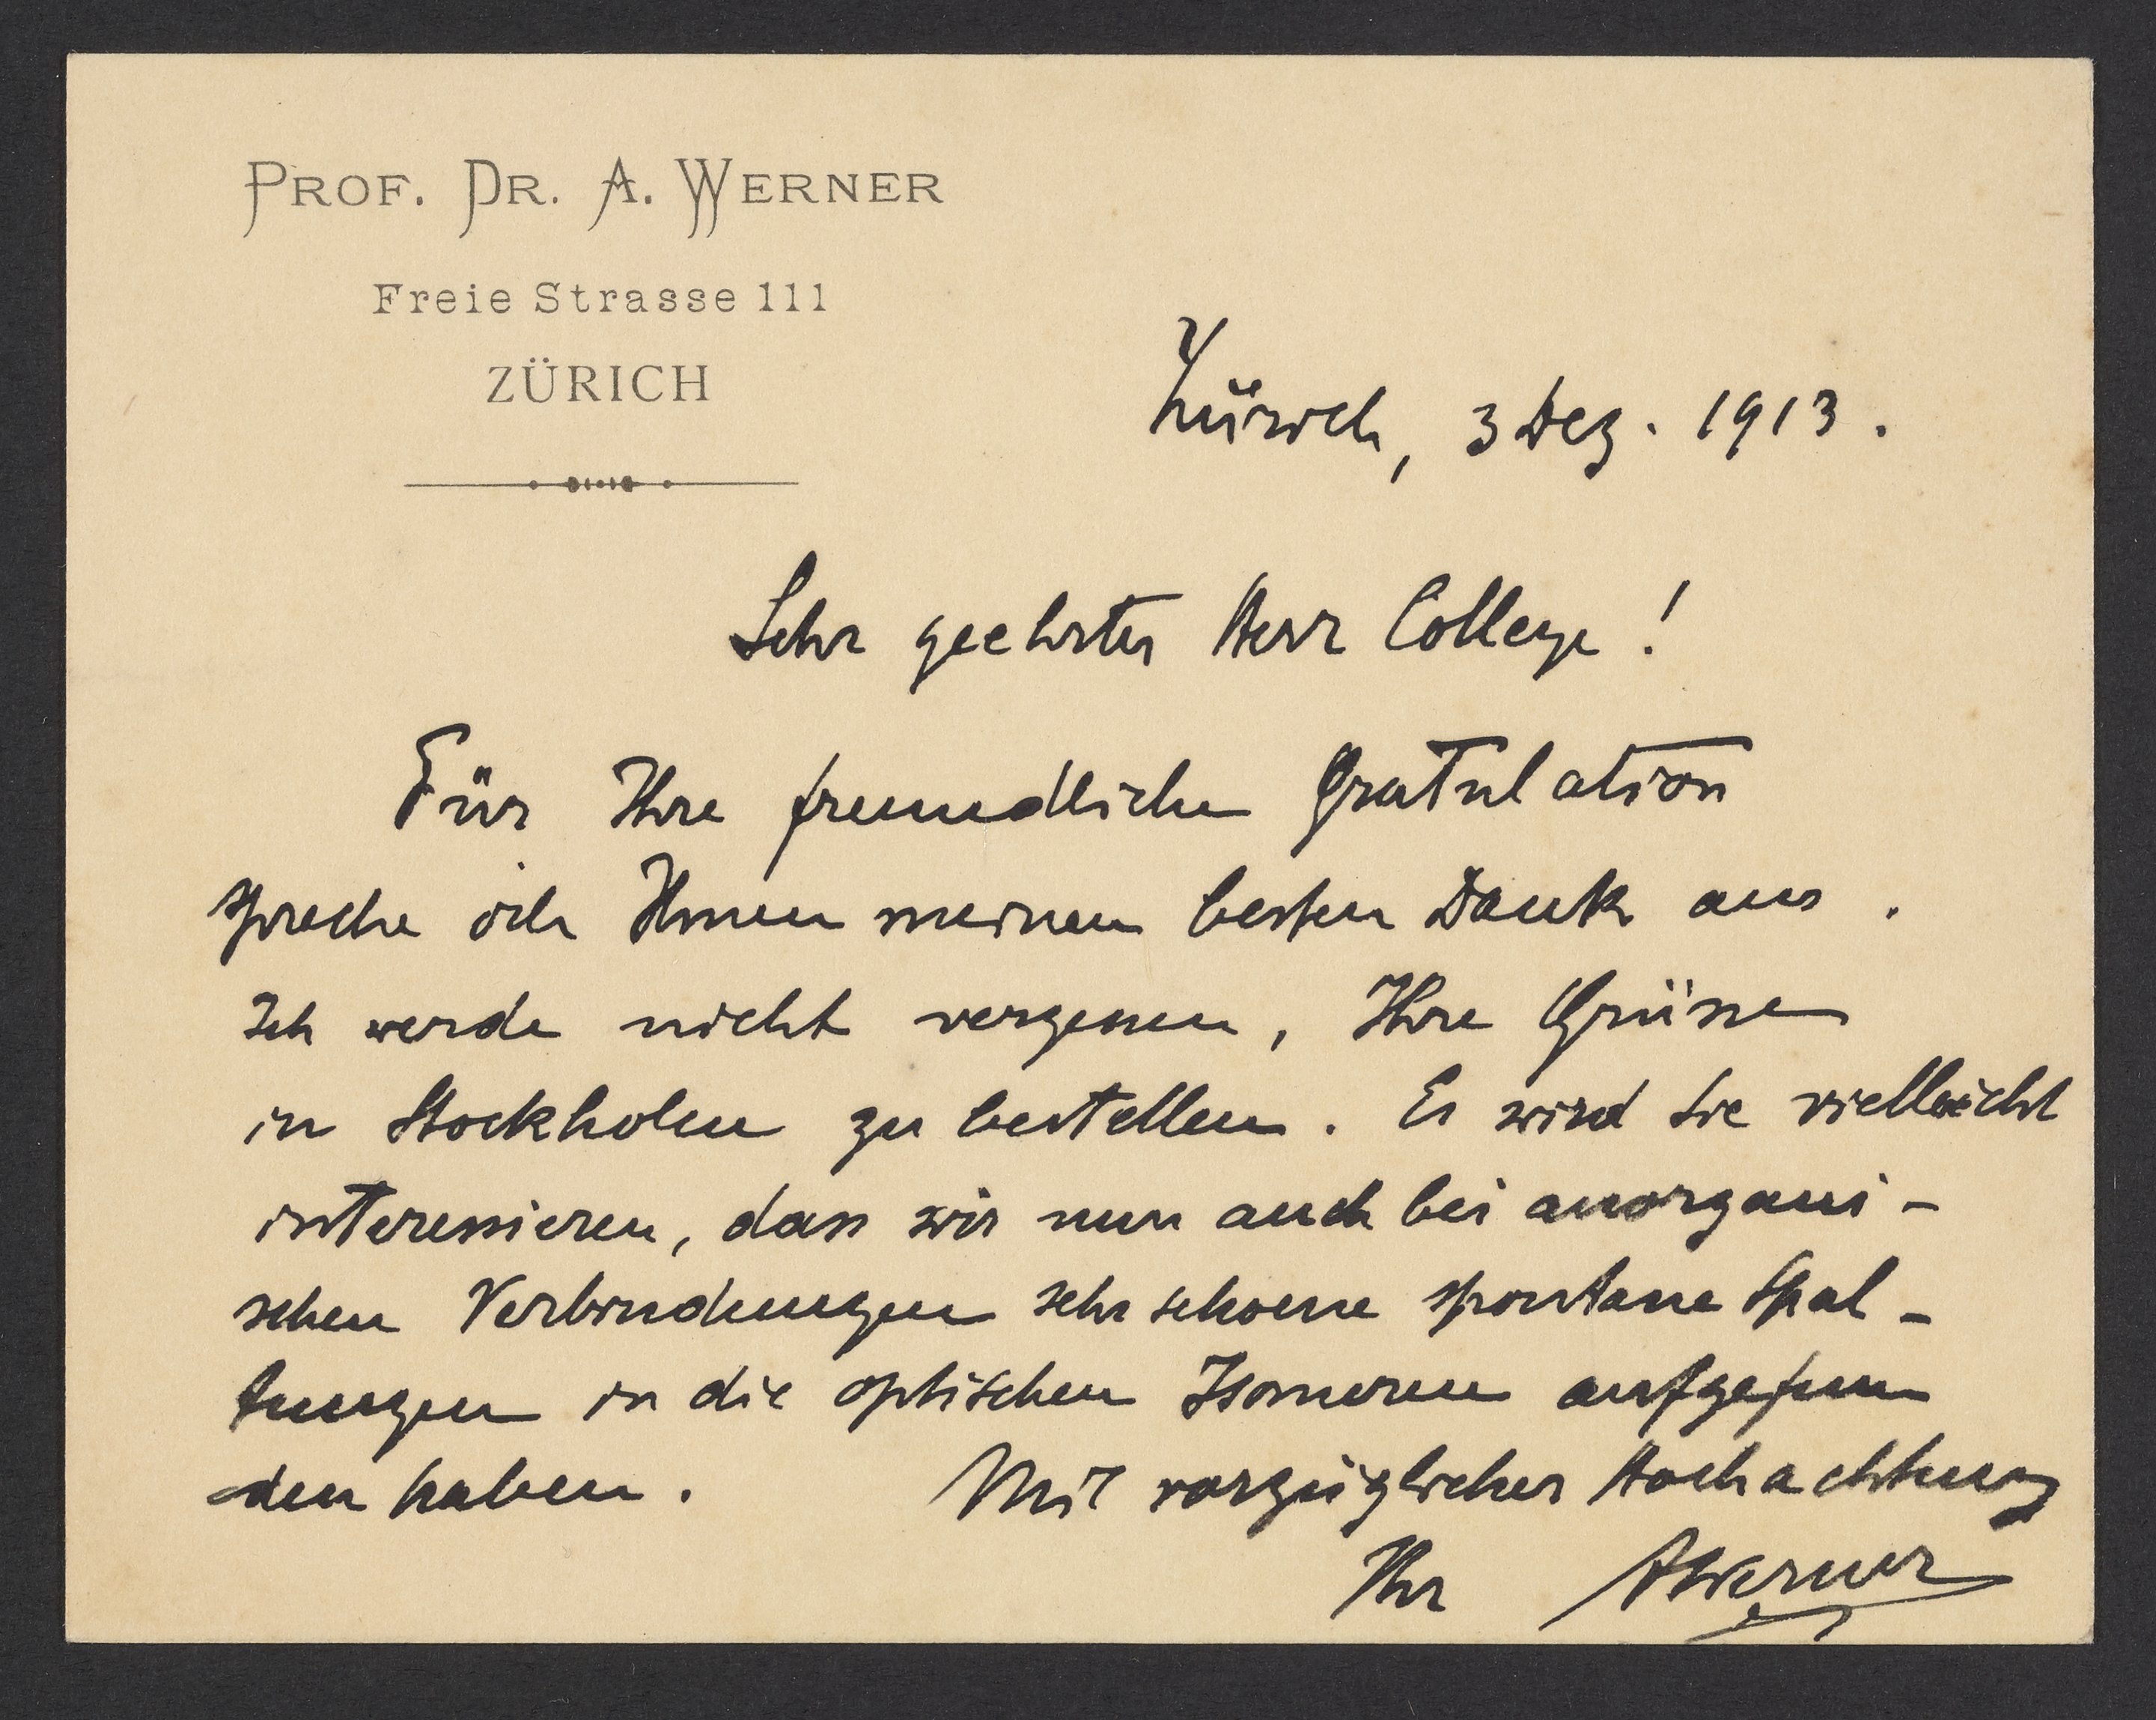 PROF. DR. A. WERNER
Freie Strasse 111
ZÜRICH
Zürich, 3 Dez. 1913.
Sehr geehrter Herr College!
Für Ihre freundliche Gratulation
spreche ich Ihnen meinen besten Dank aus.
Ich werde nicht vergessen, Ihre Grüsse
in Stockholm zu bestellen. Es wird Sie vielleicht
interessieren, dass wir nun auch bei anorgani-
schen Verbindungen sehr schoene spontane Spal-
tungen in die optischen Isomeren aufgefun
den haben. Mit vorzüglicher Hochachtung
Ihr AWerner